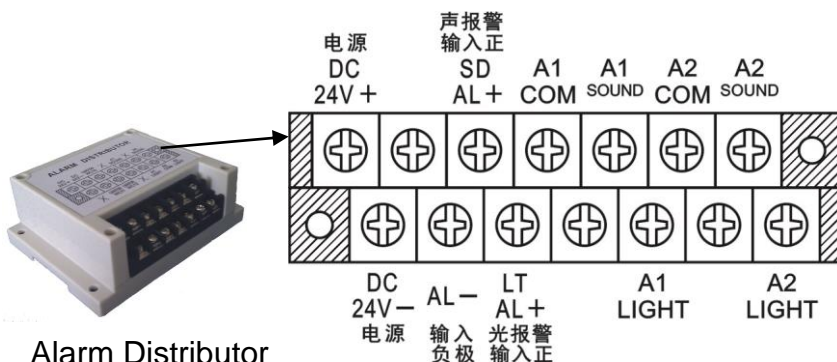 电源
DC
24V+
声报警
输入正
SD
AL+
A1
COM
A1
SOUND
A2
COM
A2
SOUND
ALARM DISTRIBUTOR
DC
24V-
电源
AL-
输入
负极
LT
AL+
光报警
输入正
A1
LIGHT
A2
LIGHT
Alarm Distributor